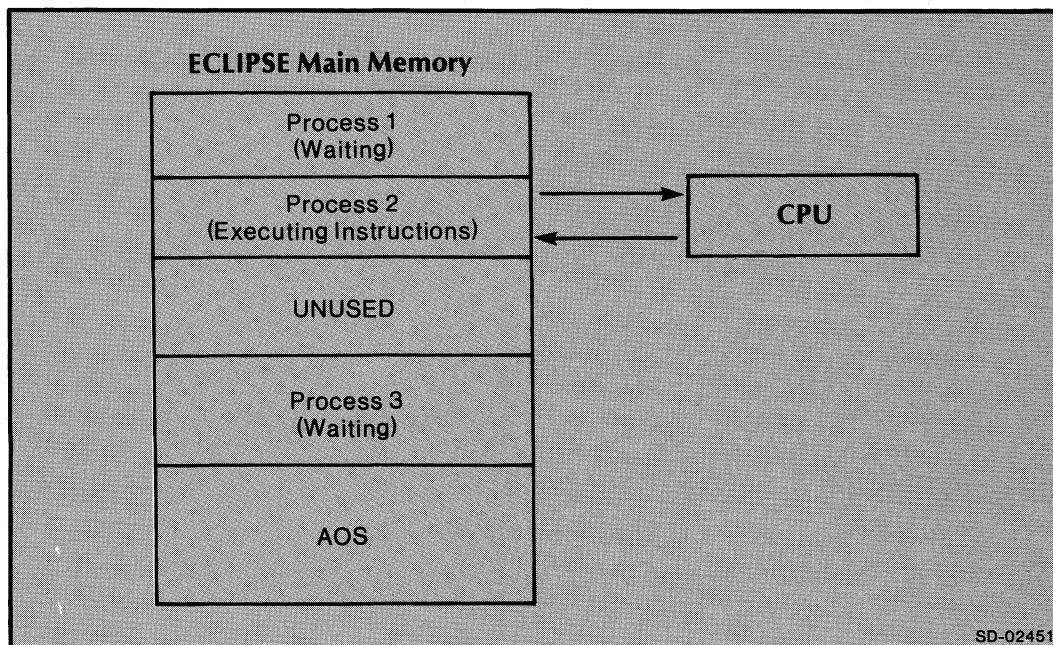 ECLIPSE Main Memory
Process 1
(Waiting)
Process 2
(Executing Instructions)
CPU
UNUSED
Process 3
(Waiting)
AOS
SD-02451